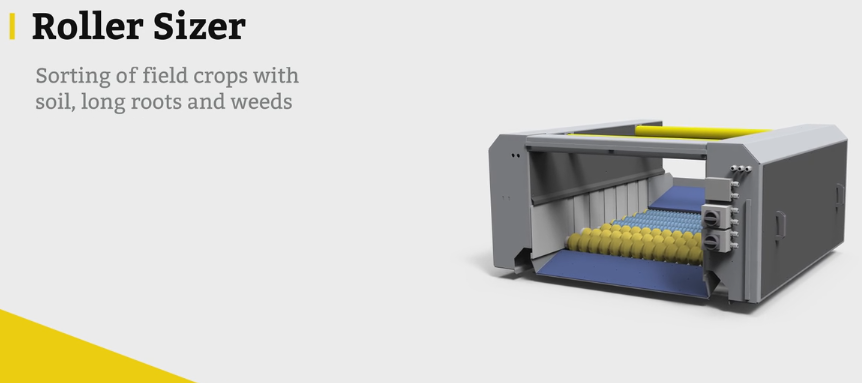 Roller Sizer
Sorting of field crops with
soil, long roots and weeds